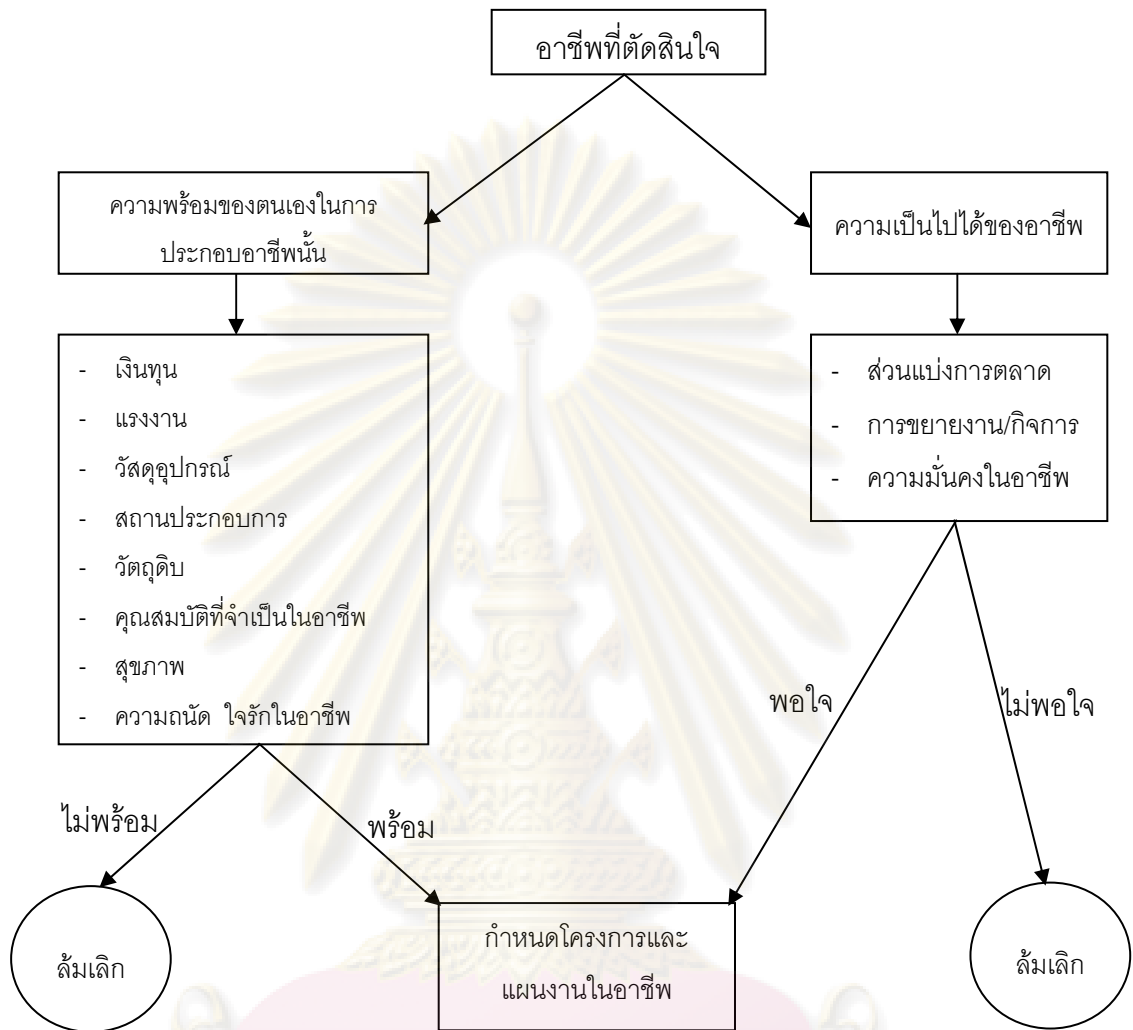 อาชีพที่ตัดสินใจ
ความพร้อมของตนเองในการ
ประกอบอาชีพนั้น
ความเป็นไปได้ของอาชีพ
- เงินทุน
- แรงงาน
- วัสดุอุปกรณ์
- สถานประกอบการ
- วัตถุดิบ
- คุณสมบัติที่จำเป็นในอาชีพ
- สุขภาพ
- ความถนัด ใจรักในอาชีพ
- ส่วนแบ่งการตลาด
- การขยายงาน/กิจการ
- ความมั่นคงในอาชีพ
ไม่พร้อม
พร้อม
พอใจ
ไม่พอใจ
ล้มเลิก
กำหนดโครงการและ
แผนงานในอาชีพ
ล้มเลิก